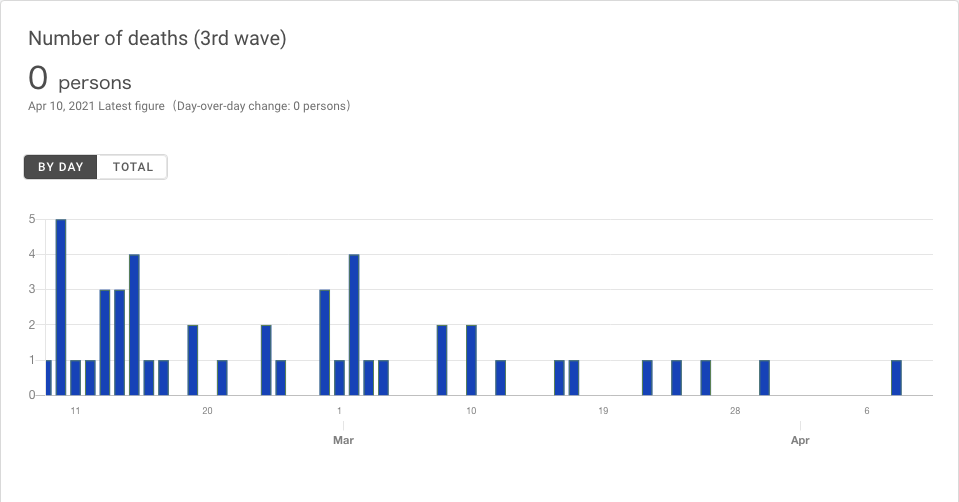 Number of deaths (3rd wave)
0 persons
Apr 10, 2021 Latest figure（Day-over-day change: 0 persons）
BY DAY TOTAL
5
4
3
2
1
0
11 20 1 10 19 28 6
Mar Apr